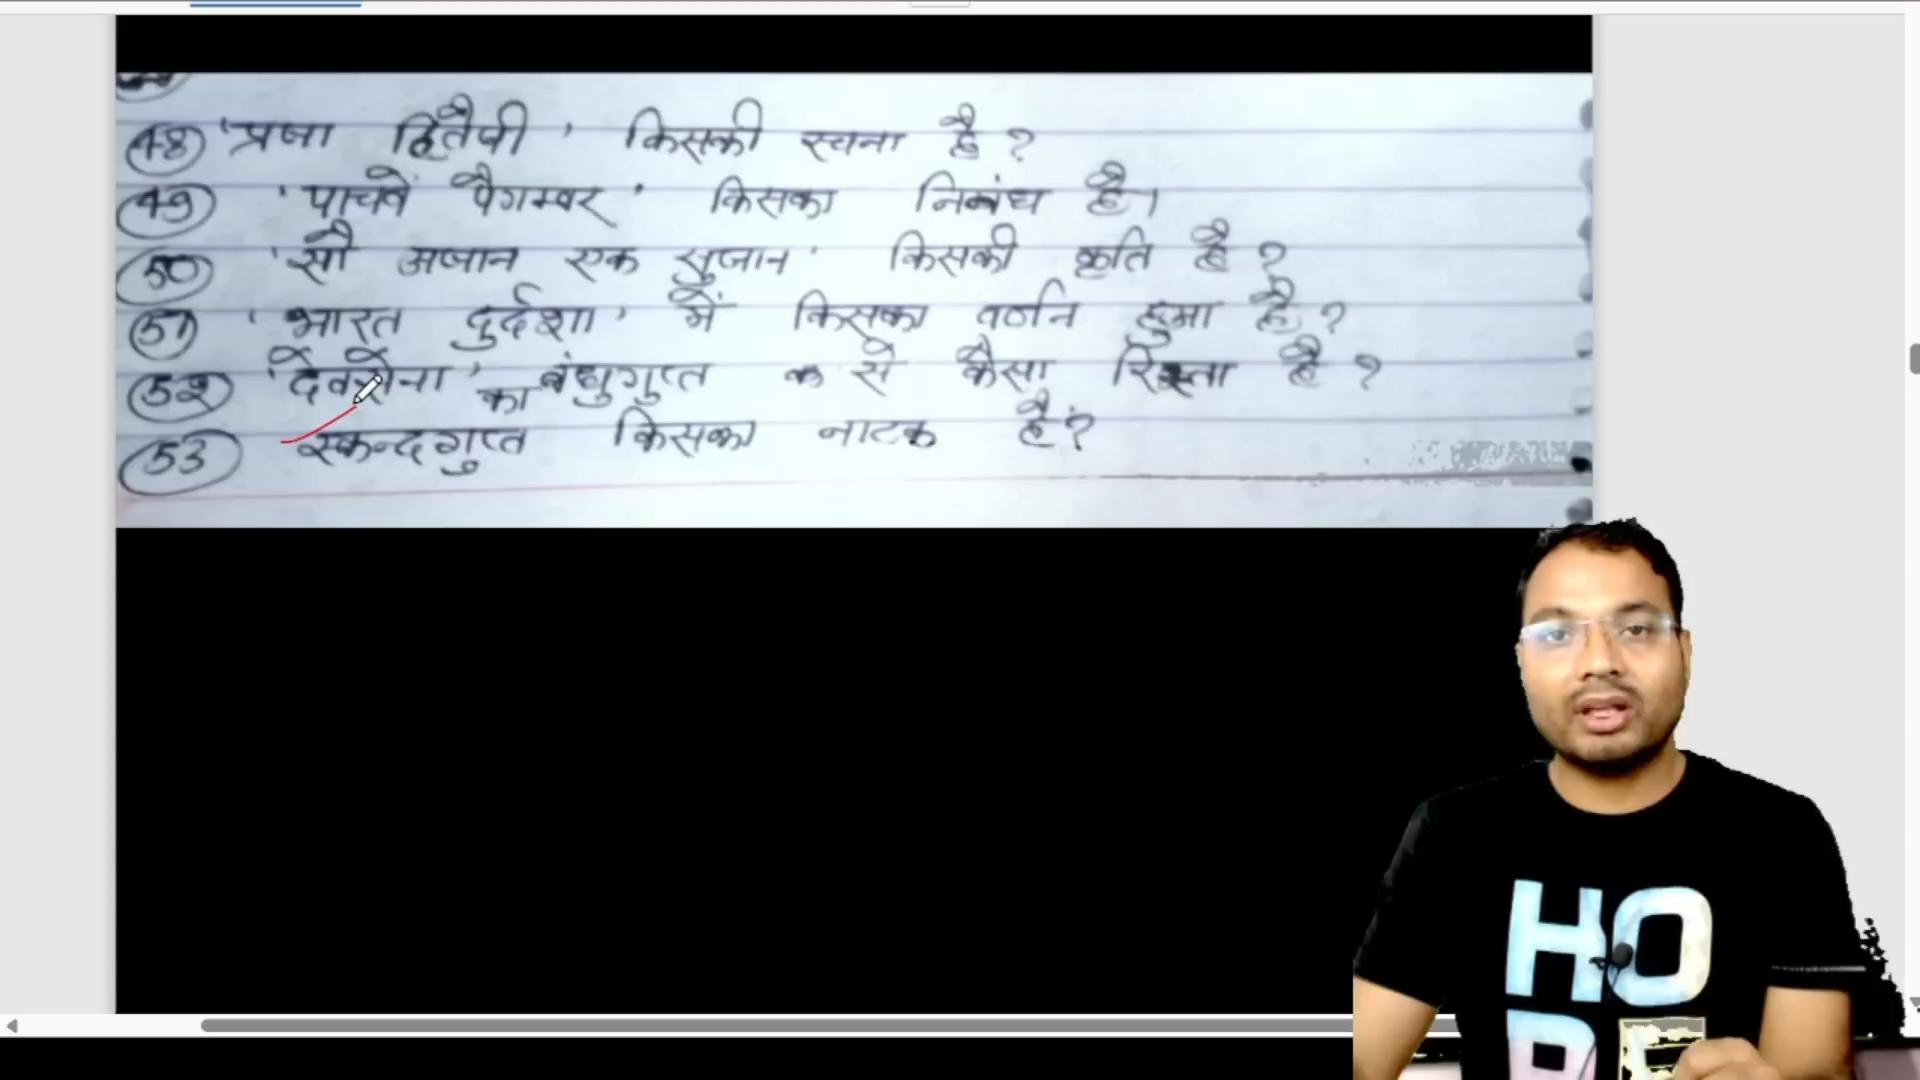 48 'प्रजा हितैषी' किसकी रचना है?
49 'पाचवें पैगम्बर' किसका निबंध है।
50 'सौ अजान एक सुजान' किसकी कृति है?
51 'भारत दुर्दशा' में किसका वर्णन हुआ है?
52 'देवसेना' का बंधुगुप्त क से कैसा रिश्ता है?
53 स्कन्दगुप्त किसका नाटक है?
HO